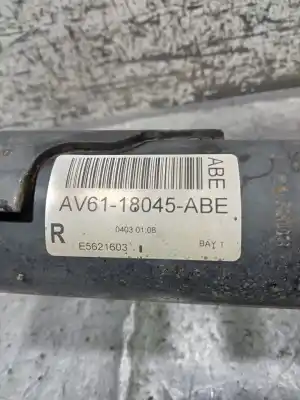 ABE
AV61-18045-ABE
R
0403 01.08
E5621603
BAY 1